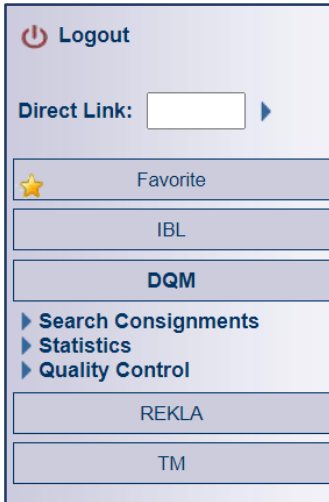 Logout
Direct Link:
Favorite
IBL
DQM
Search Consignments
Statistics
Quality Control
REKLA
TM